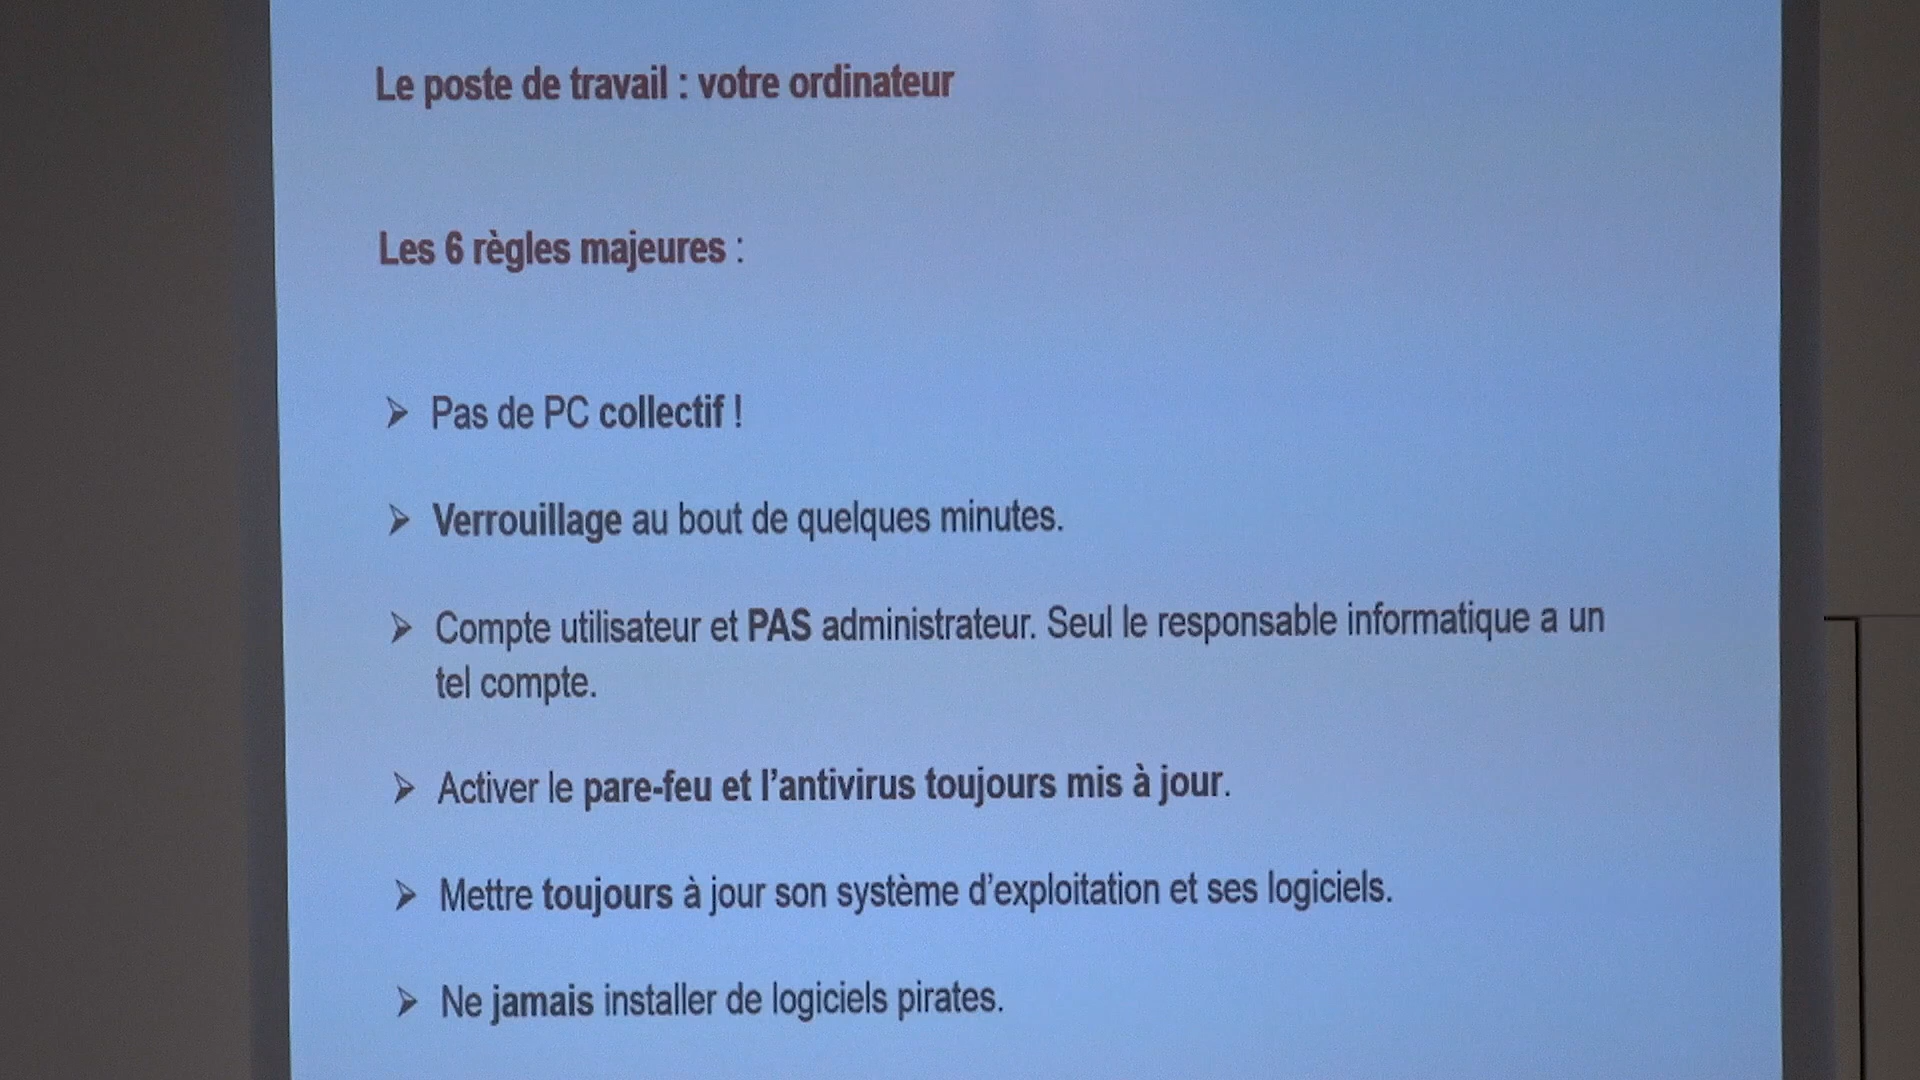 Le poste de travail : votre ordinateur
Les 6 règles majeures :
➢ Pas de PC collectif !
➢ Verrouillage au bout de quelques minutes.
➢ Compte utilisateur et PAS administrateur. Seul le responsable informatique a un
tel compte.
➢ Activer le pare-feu et l’antivirus toujours mis à jour.
➢ Mettre toujours à jour son système d’exploitation et ses logiciels.
➢ Ne jamais installer de logiciels pirates.